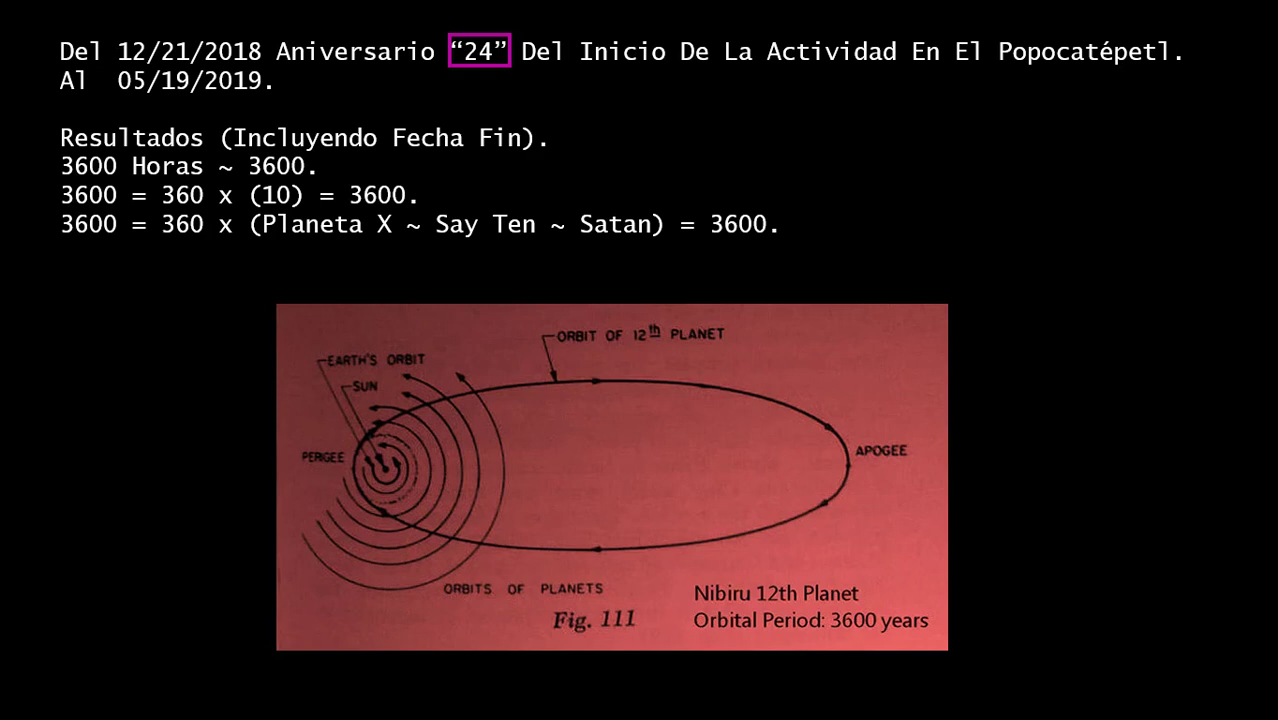 Del 12/21/2018 Aniversario “24” Del Inicio De La Actividad En El Popocatépetl.
Al 05/19/2019.
Resultados (Incluyendo Fecha Fin).
3600 Horas ~ 3600.
3600 = 360 x (10) = 3600.
3600 = 360 x (Planeta X ~ Say Ten ~ Satan) = 3600.
ORBIT OF 12th PLANET
EARTH'S ORBIT
SUN
PERIGEE
APOGEE
ORBITS OF PLANETS
Fig. 111
Nibiru 12th Planet
Orbital Period: 3600 years